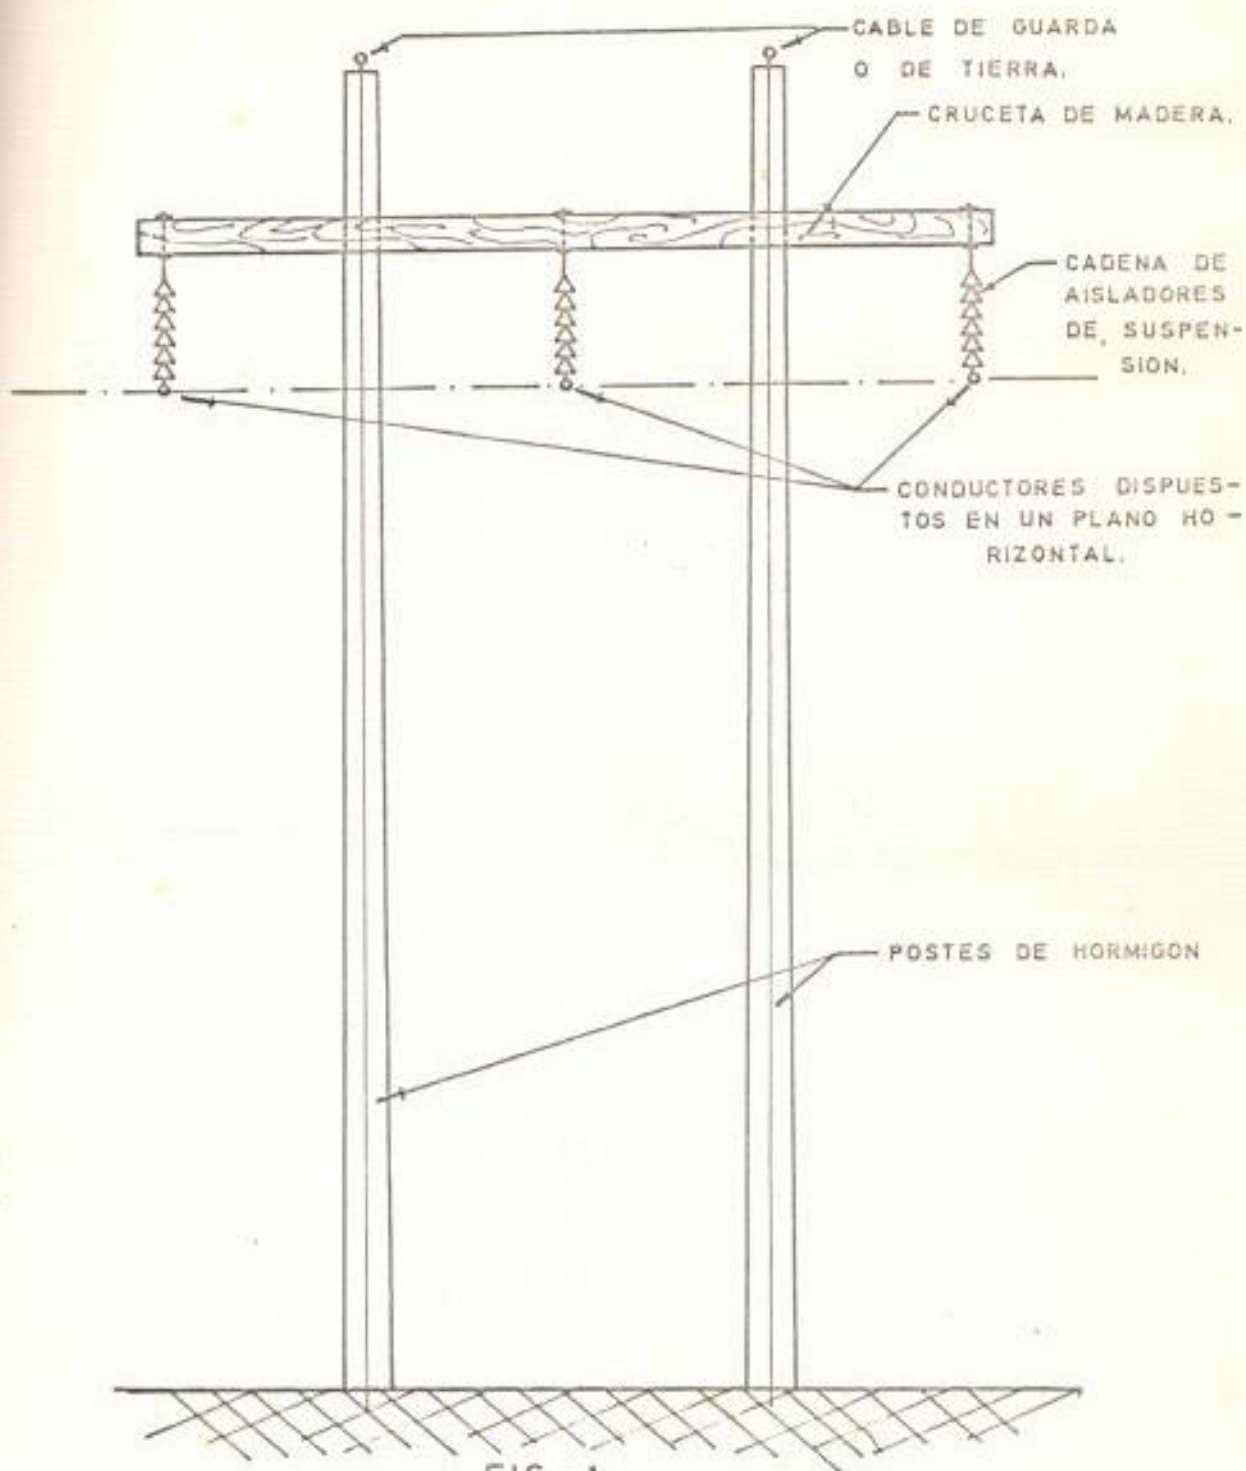 CABLE DE GUARDA
O DE TIERRA.
CRUCETA DE MADERA.
CADENA DE
AISLADORES
DE, SUSPEN-
SION.
CONDUCTORES DISPUES-
TOS EN UN PLANO HO-
RIZONTAL.
POSTES DE HORMIGON